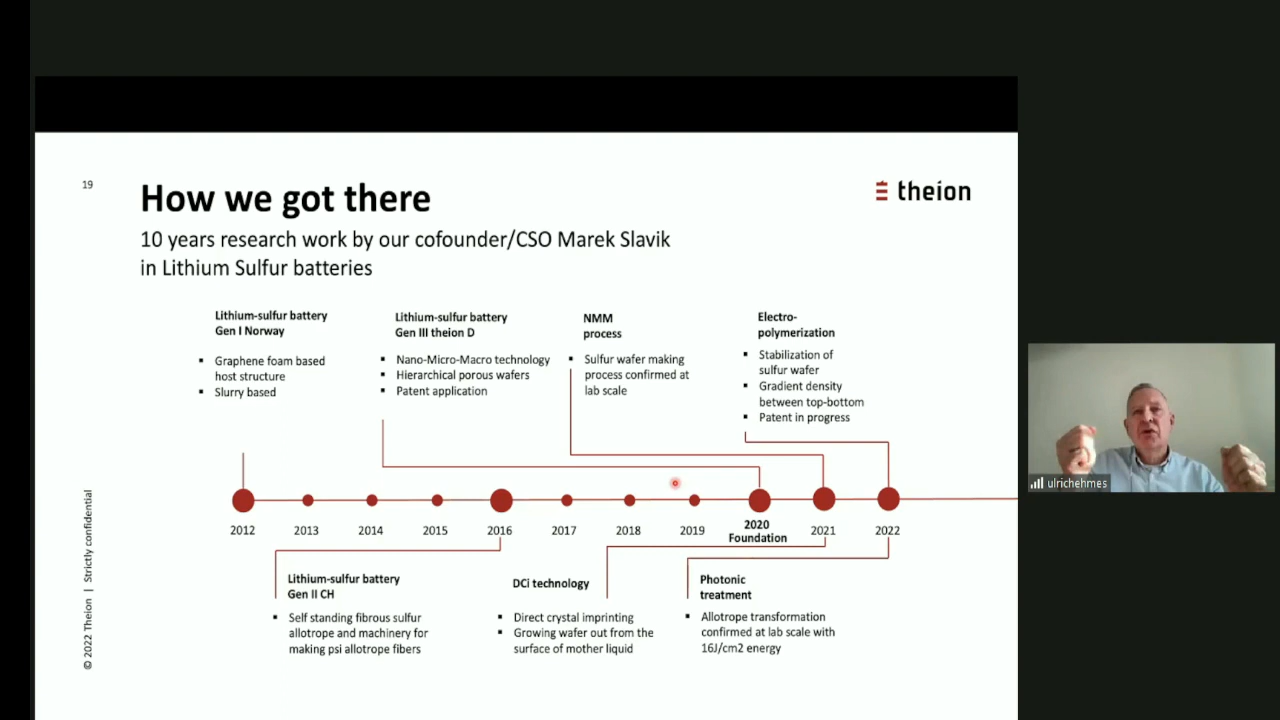 19
How we got there
theion
10 years research work by our cofounder/CSO Marek Slavik
in Lithium Sulfur batteries
Lithium-sulfur battery
Gen I Norway
▪ Graphene foam based
host structure
▪ Slurry based
Lithium-sulfur battery
Gen III theion D
▪ Nano-Micro-Macro technology
▪ Hierarchical porous wafers
▪ Patent application
NMM
process
▪ Sulfur wafer making
process confirmed at
lab scale
Electro-
polymerization
▪ Stabilization of
sulfur wafer
▪ Gradient density
between top-bottom
▪ Patent in progress
2012 2013 2014 2015 2016 2017 2018 2019 2020 2021 2022
Foundation
Lithium-sulfur battery
Gen II CH
▪ Self standing fibrous sulfur
allotrope and machinery for
making psi allotrope fibers
DCi technology
▪ Direct crystal imprinting
▪ Growing wafer out from the
surface of mother liquid
Photonic
treatment
▪ Allotrope transformation
confirmed at lab scale with
16J/cm2 energy
© 2022 Theion | Strictly confidential
ulrichehmes